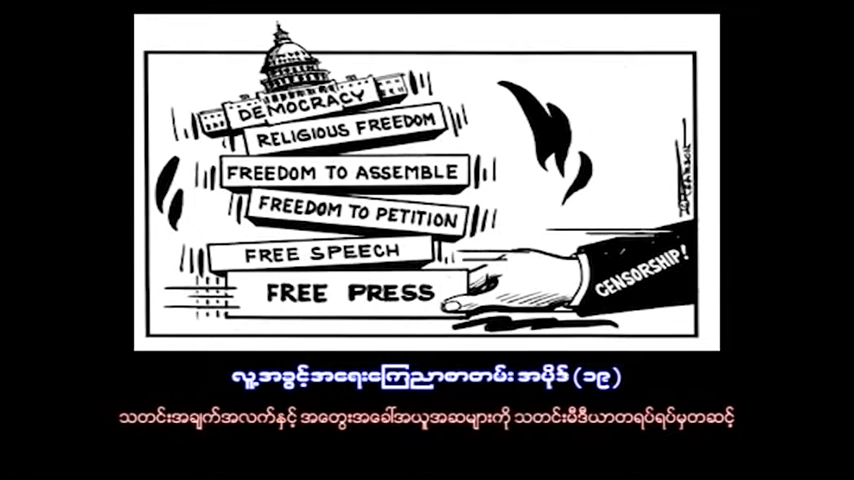 DEMOCRACY
RELIGIOUS FREEDOM
FREEDOM TO ASSEMBLE
FREEDOM TO PETITION
FREE SPEECH
FREE PRESS
CENSORSHIP!
လူ့အခွင့်အရေးကြေညာစာတမ်း အပိုဒ် (၁၉)
သတင်းအချက်အလက်နှင့် အတွေးအခေါ်အယူအဆများကို သတင်းမီဒီယာတရပ်ရပ်မှတဆင့်